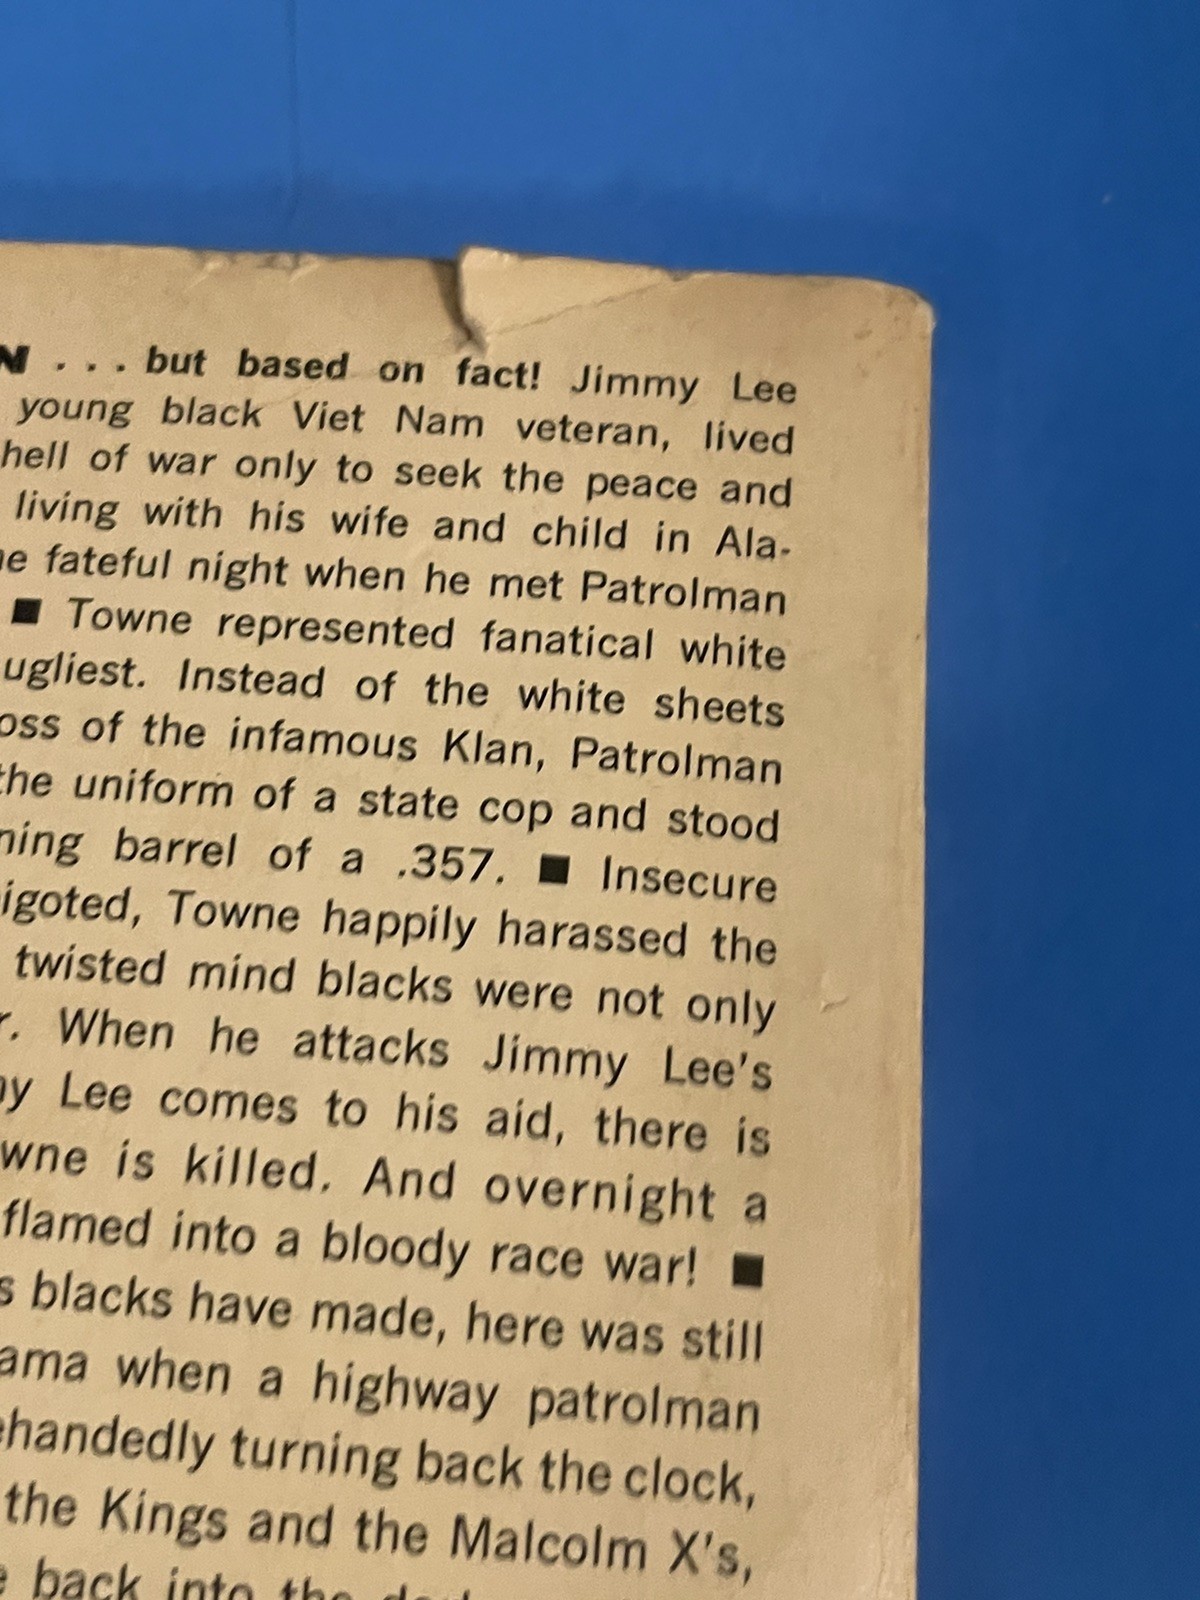 N . . . but based on fact! Jimmy Lee
young black Viet Nam veteran, lived
hell of war only to seek the peace and
living with his wife and child in Ala-
fateful night when he met Patrolman
■ Towne represented fanatical white
ugliest. Instead of the white sheets
oss of the infamous Klan, Patrolman
the uniform of a state cop and stood
ning barrel of a .357. ■ Insecure
igoted, Towne happily harassed the
twisted mind blacks were not only
r. When he attacks Jimmy Lee's
y Lee comes to his aid, there is
wne is killed. And overnight a
flamed into a bloody race war! ■
s blacks have made, here was still
ama when a highway patrolman
handedly turning back the clock,
the Kings and the Malcolm X's,
back into the